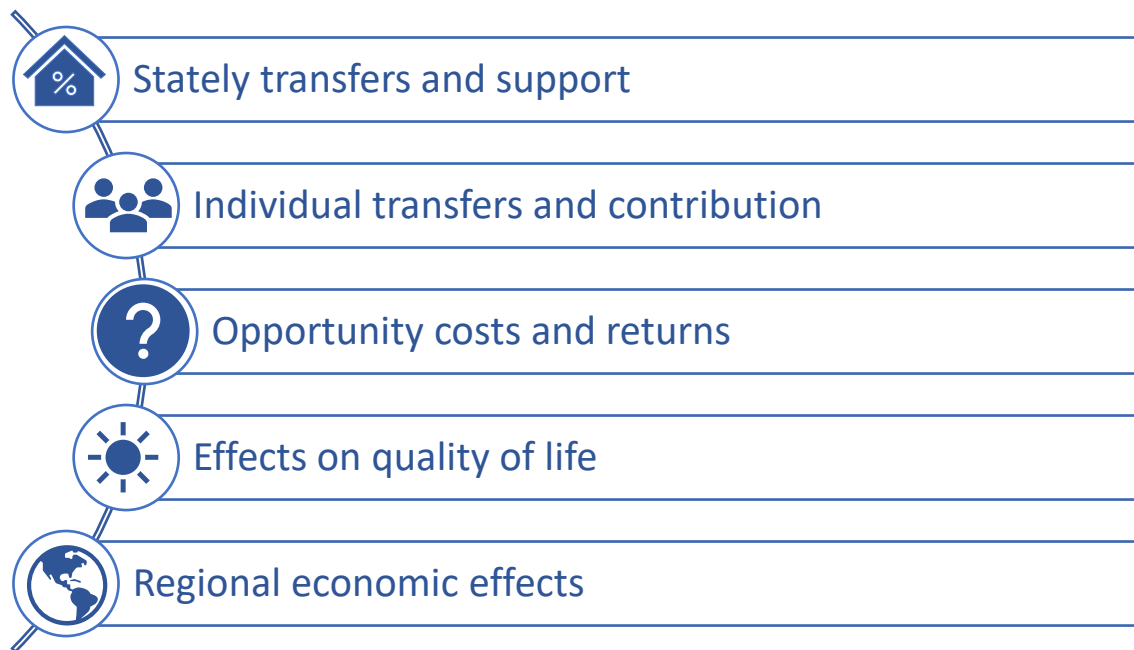 %
Stately transfers and support
Individual transfers and contribution
?
Opportunity costs and returns
Effects on quality of life
Regional economic effects